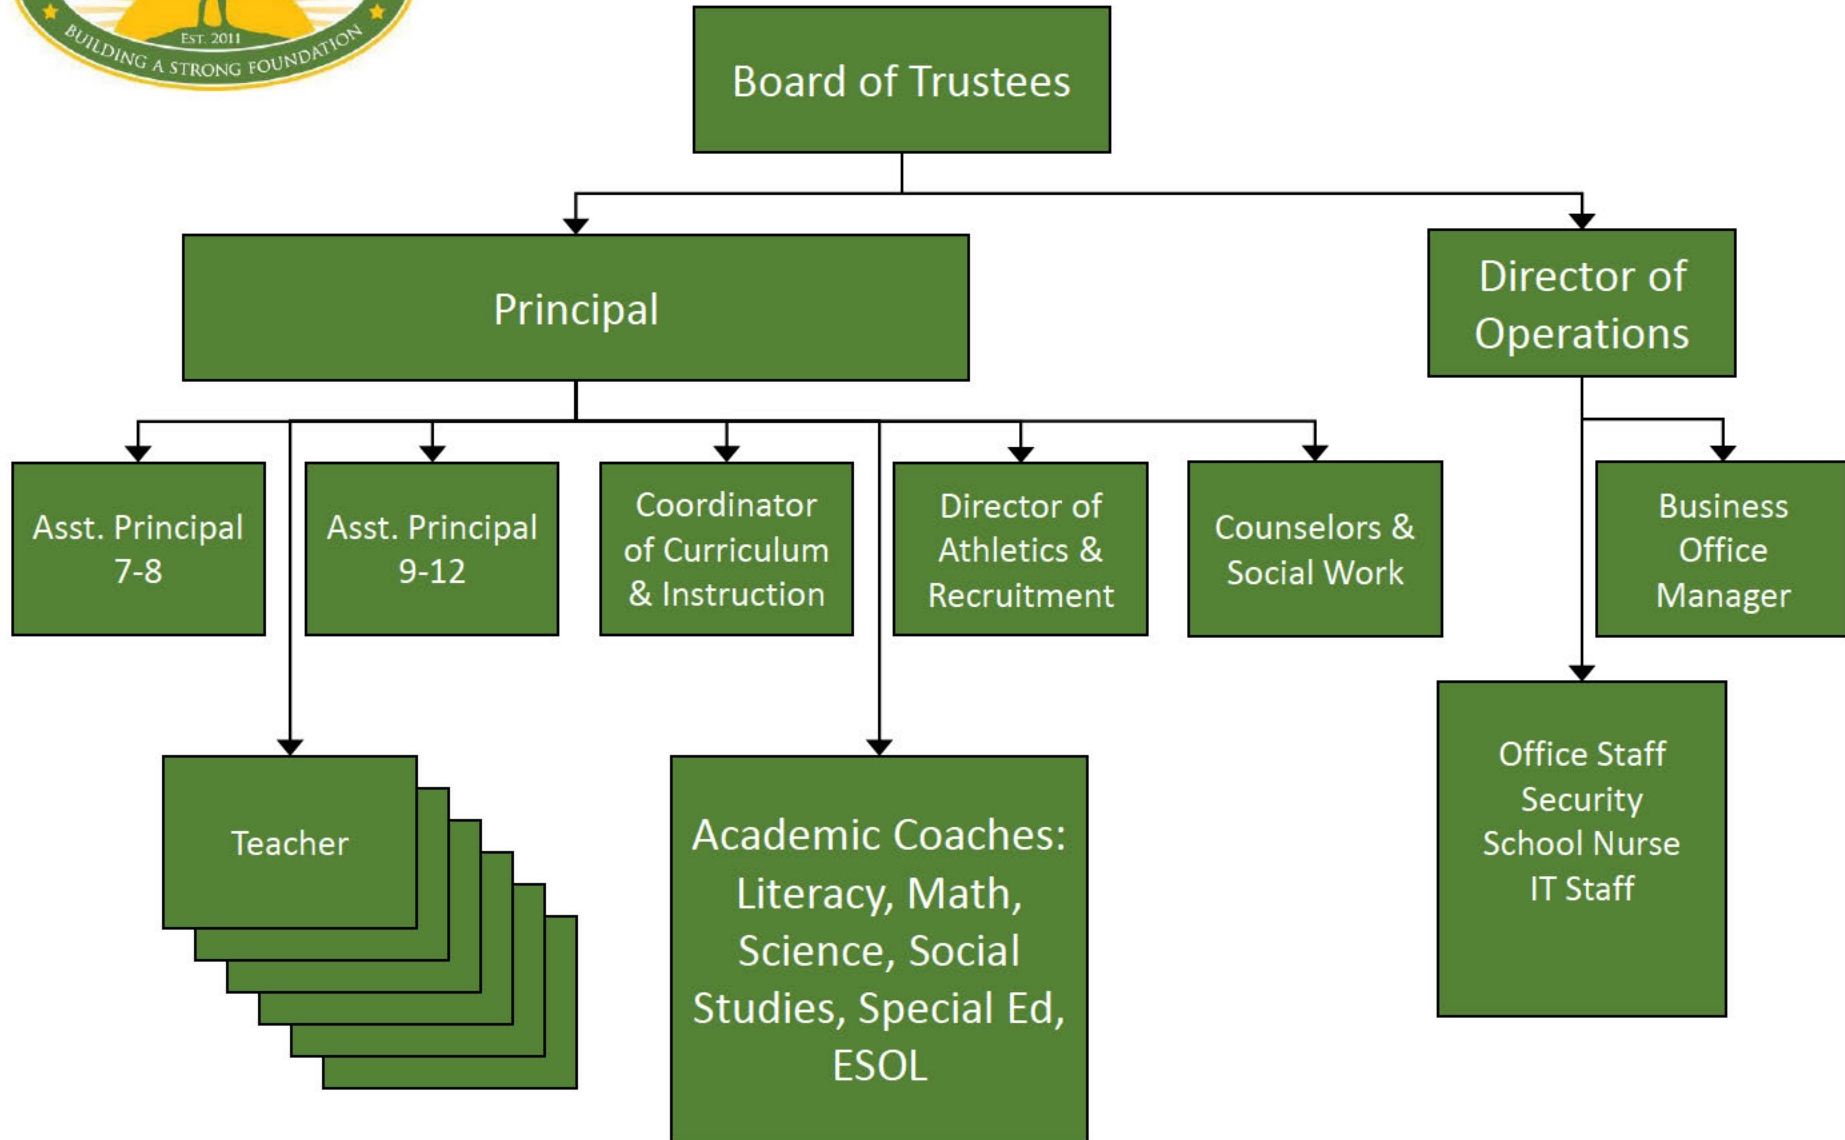 EST. 2011
BUILDING A STRONG FOUNDATION
Board of Trustees
Principal
Director of
Operations
Asst. Principal
7-8
Asst. Principal
9-12
Coordinator
of Curriculum
& Instruction
Director of
Athletics &
Recruitment
Counselors &
Social Work
Business
Office
Manager
Teacher
Academic Coaches:
Literacy, Math,
Science, Social
Studies, Special Ed,
ESOL
Office Staff
Security
School Nurse
IT Staff